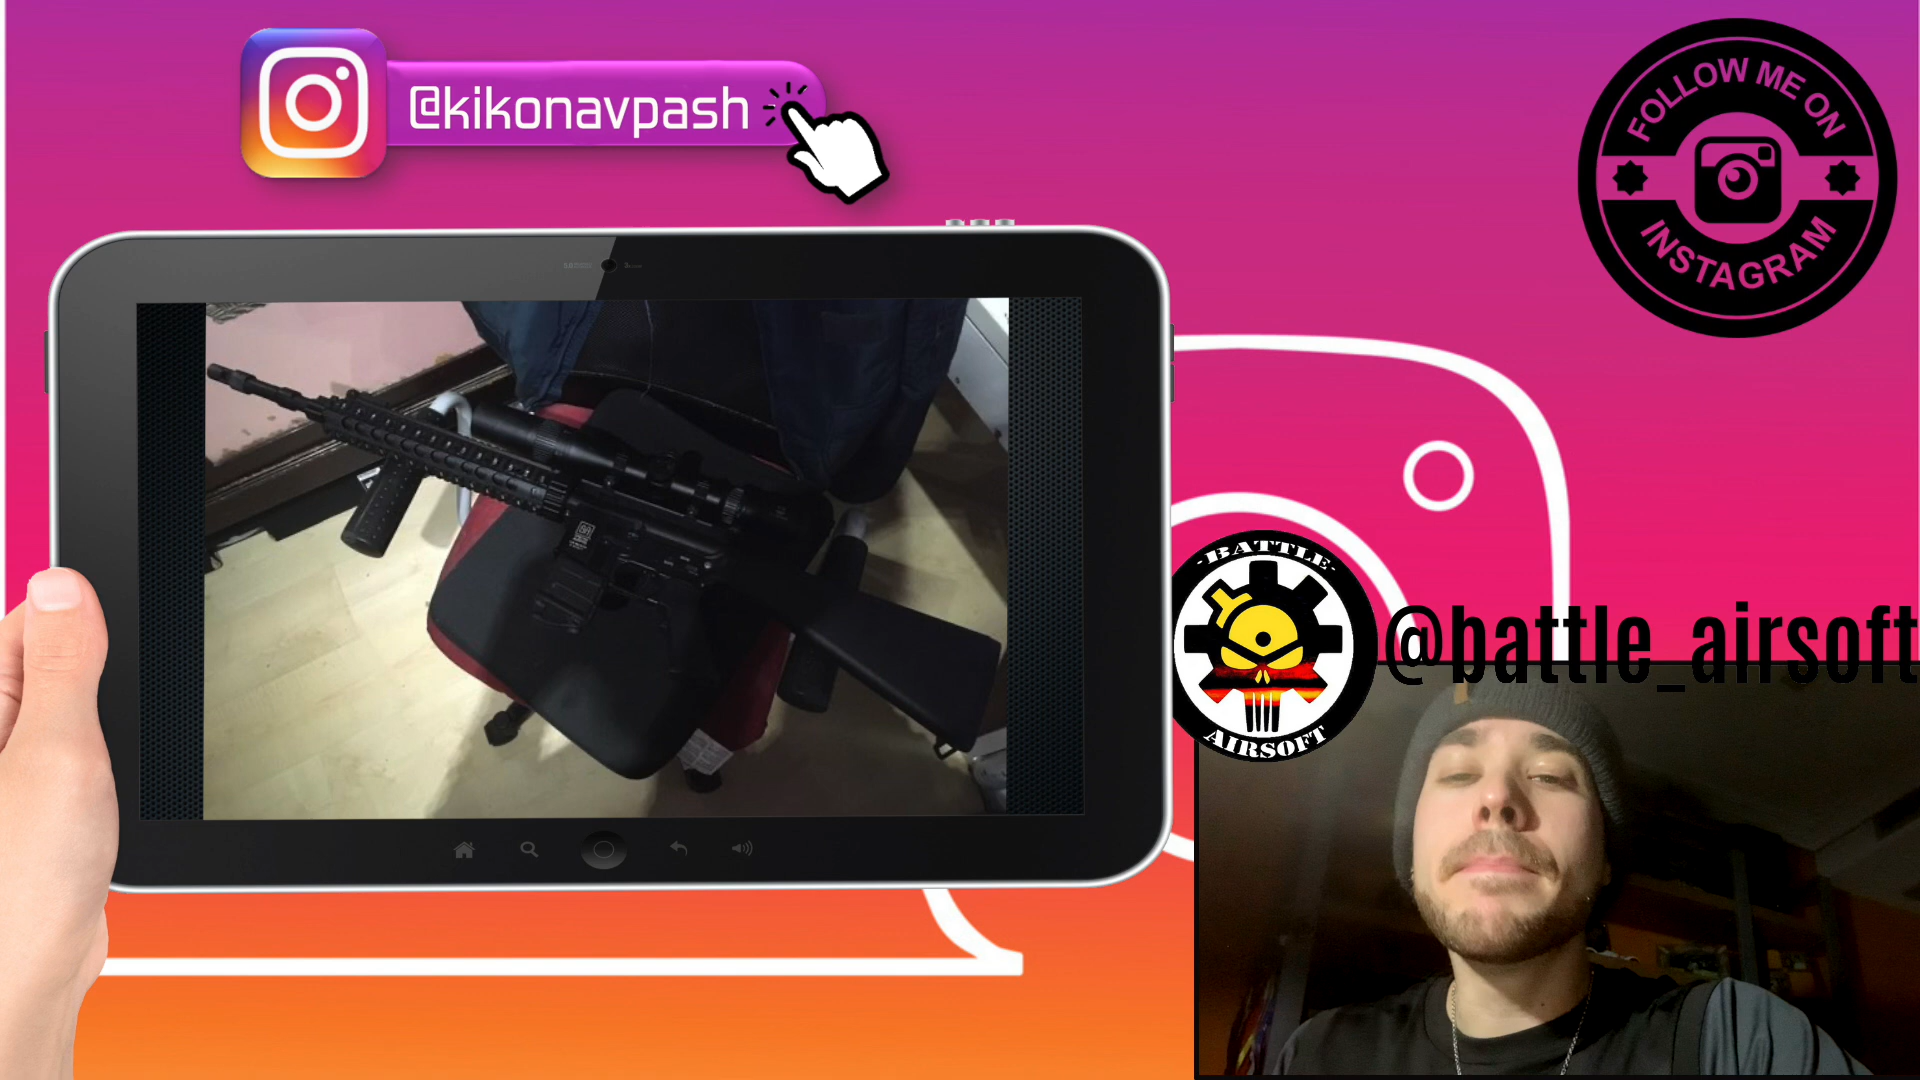 @kikonavpash
FOLLOW ME ON
INSTAGRAM
·BATTLE·
AIRSOFT
@battle_airsoft